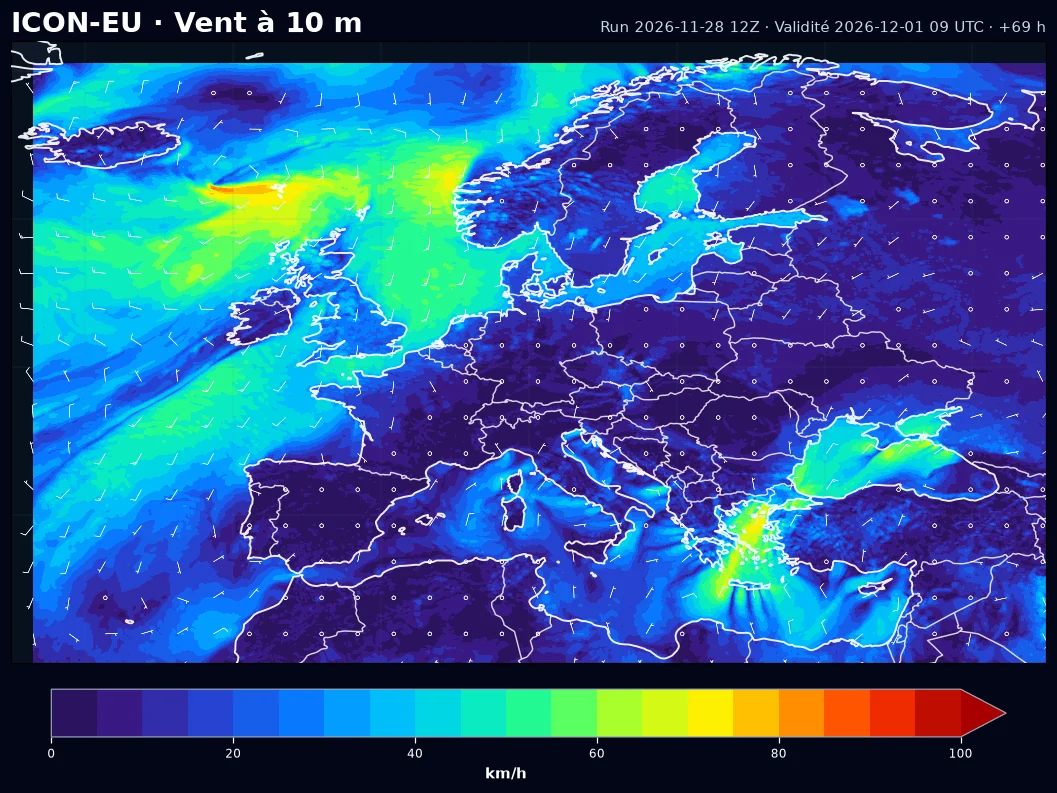 ICON-EU · Vent à 10 m
Run 2026-11-28 12Z · Validité 2026-12-01 09 UTC · +69 h
0 20 40 60 80 100
km/h